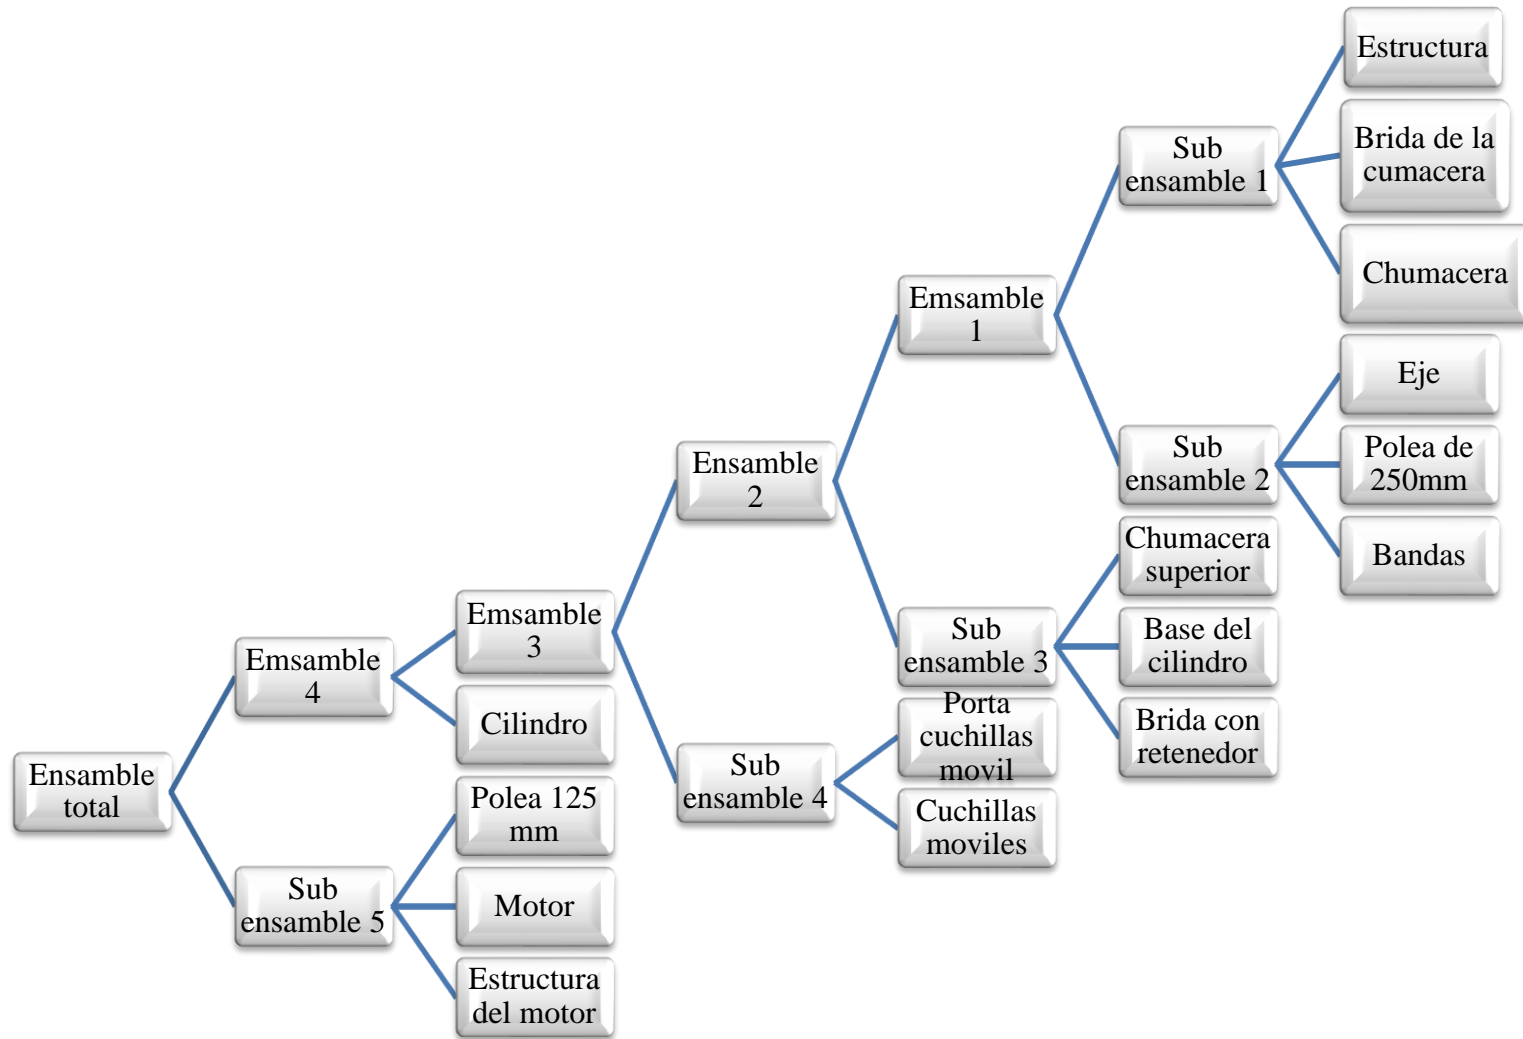 Estructura
Brida de la
cumacera
Sub
ensamble 1
Chumacera
Emsamble
1
Eje
Sub
ensamble 2
Polea de
250mm
Bandas
Ensamble
2
Chumacera
superior
Emsamble
3
Sub
ensamble 3
Base del
cilindro
Brida con
retenedor
Emsamble
4
Cilindro
Porta
cuchillas
movil
Sub
ensamble 4
Cuchillas
moviles
Ensamble
total
Polea 125
mm
Sub
ensamble 5
Motor
Estructura
del motor